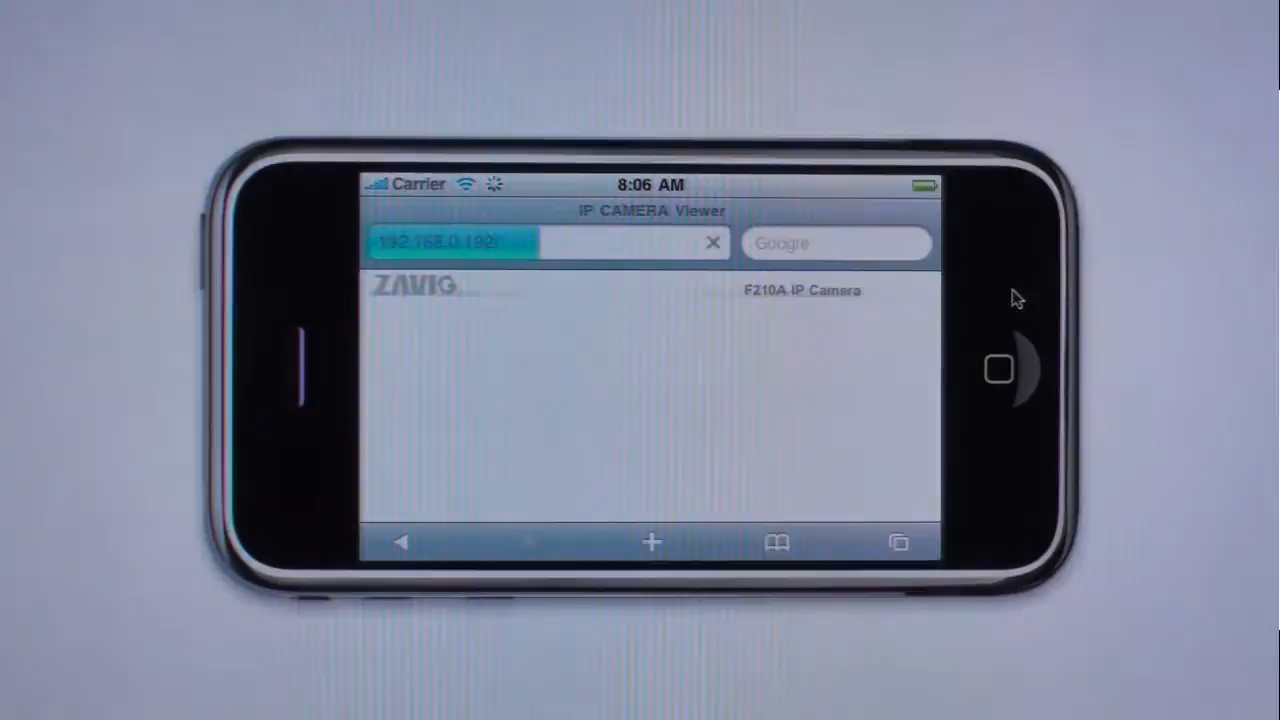 Carrier 8:06 AM
IP CAMERA Viewer
192.168.0.192/ Google
ZAVIO F210A IP Camera